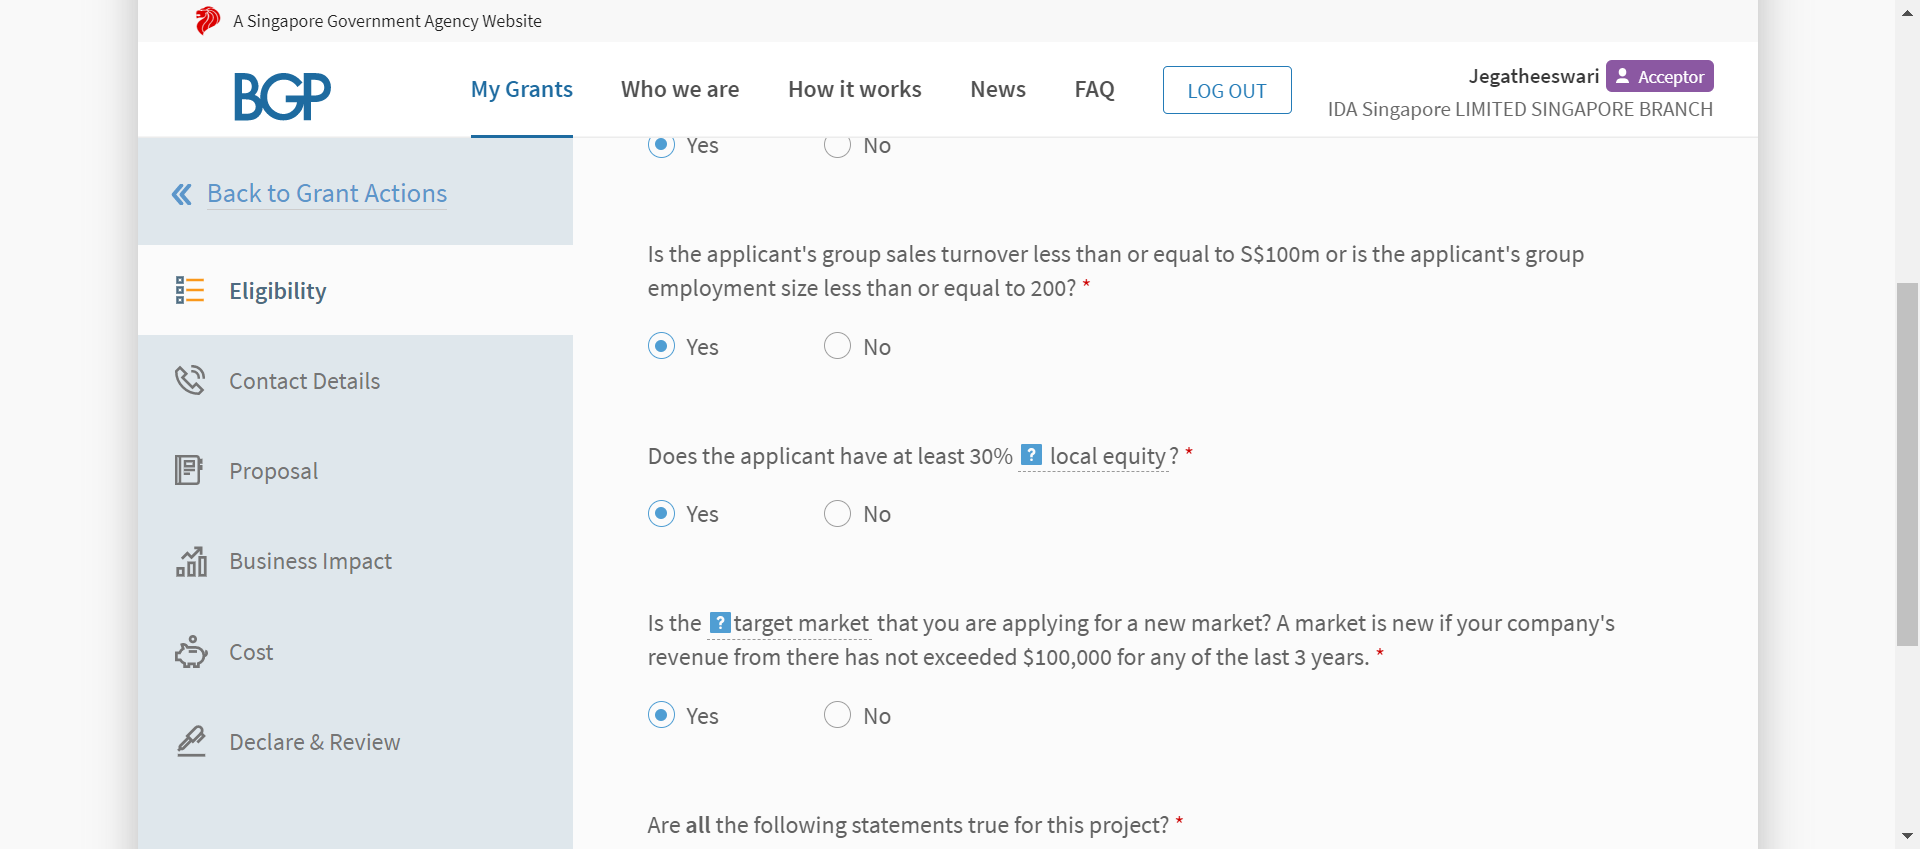 A Singapore Government Agency Website
BGP
My Grants
Who we are
How it works
News
FAQ
LOG OUT
Jegatheeswari
Acceptor
IDA Singapore LIMITED SINGAPORE BRANCH
Back to Grant Actions
Eligibility
Contact Details
Proposal
Business Impact
Cost
Declare & Review
Yes
No
Is the applicant's group sales turnover less than or equal to S$100m or is the applicant's group
employment size less than or equal to 200? *
Yes
No
Does the applicant have at least 30% ? local equity? *
Yes
No
Is the ? target market that you are applying for a new market? A market is new if your company's
revenue from there has not exceeded $100,000 for any of the last 3 years. *
Yes
No
Are all the following statements true for this project? *